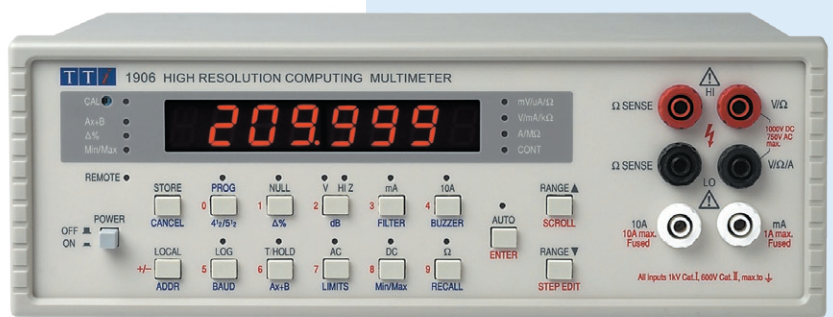 TTi 1906 HIGH RESOLUTION COMPUTING MULTIMETER
CAL
Ax+B
Δ%
Min/Max
209.999
mV/uA/Ω
V/mA/kΩ
A/MΩ
CONT
REMOTE
STORE PROG NULL V HI Z mA 10A RANGE▲
0 1 2 3 4
CANCEL 4½/5½ Δ% dB FILTER BUZZER SCROLL
POWER
OFF
ON
AUTO
ENTER
LOCAL LOG T/HOLD AC DC Ω RANGE▼
+/- 5 6 7 8 9
ADDR BAUD Ax+B LIMITS Min/Max RECALL STEP EDIT
HI
Ω SENSE V/Ω
1000V DC
750V AC
max.
Ω SENSE V/Ω/A
LO
10A mA
10A max. 1A max.
Fused Fused
All inputs 1kV Cat.I, 600V Cat.II, max.to ⏚